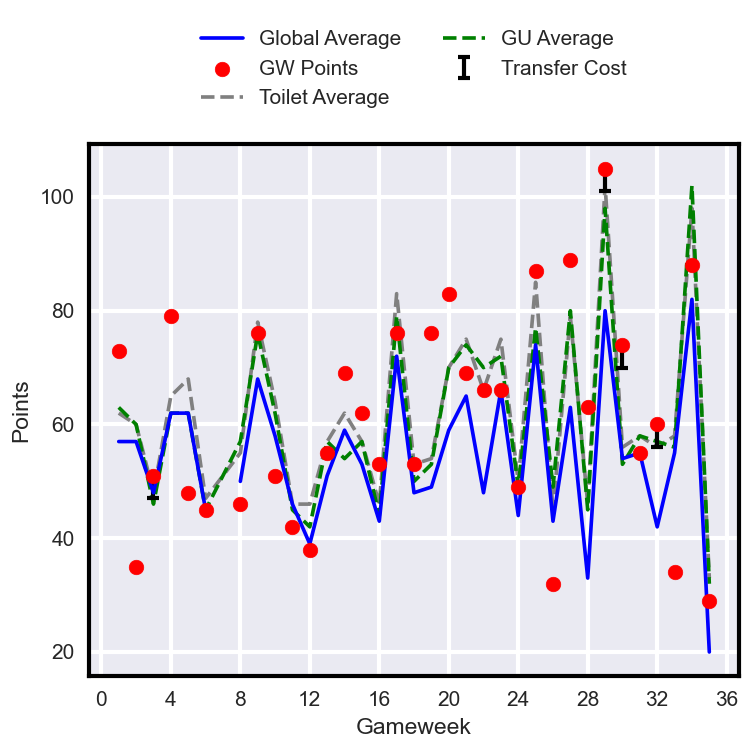 Global Average
GW Points
Toilet Average
GU Average
Transfer Cost
Points
100
80
60
40
20
0 4 8 12 16 20 24 28 32 36
Gameweek